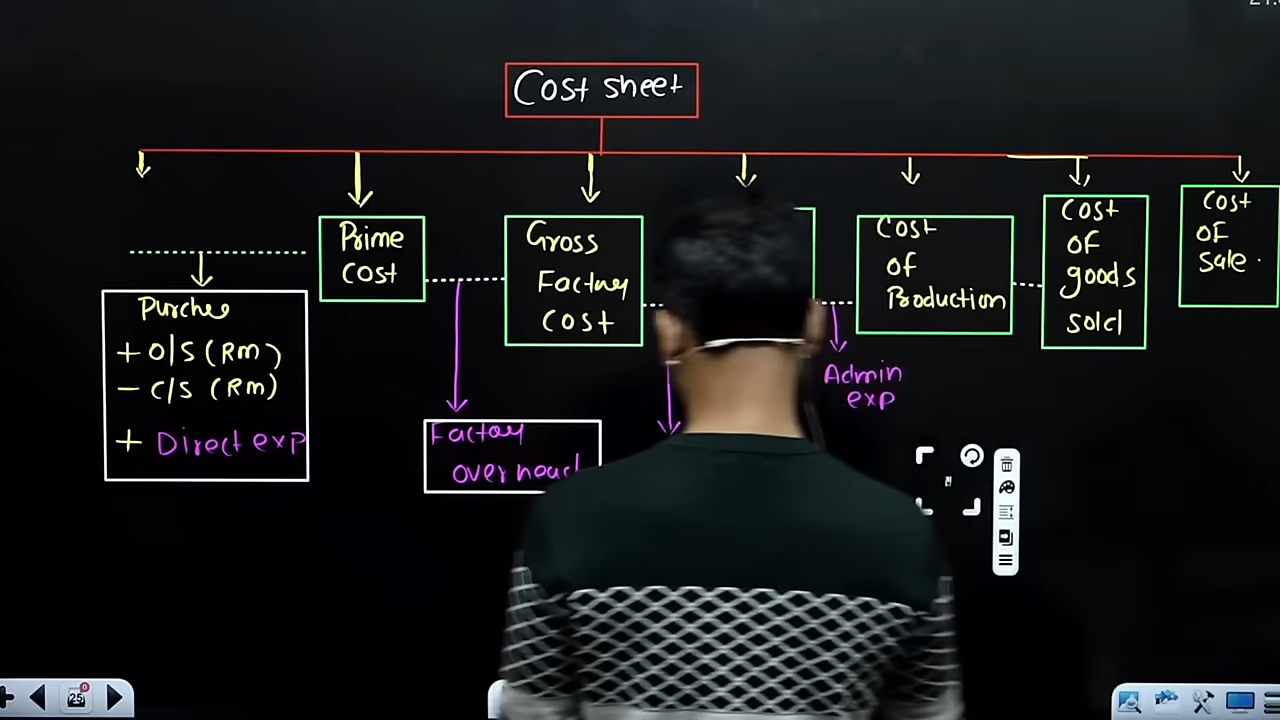 Cost sheet
Prime
Cost
Gross
Factory
Cost
Cost
of
Production
Cost
of
goods
sold
Cost
of
Sale.
+ O/S (Rm)
- C/S (Rm)
+ Direct exp
Factory
overhead
Admin
exp
25